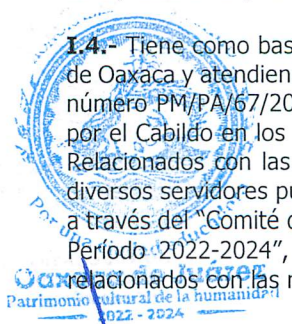 I.4.- Tiene como bas
de Oaxaca y atendien
número PM/PA/67/20
por el Cabildo en los
Relacionados con las
diversos servidores pu
a través del "Comité d
Período 2022-2024",
relacionados con las n
Oaxaca de Juárez
Patrimonio cultural de la humanidad
2022 - 2024